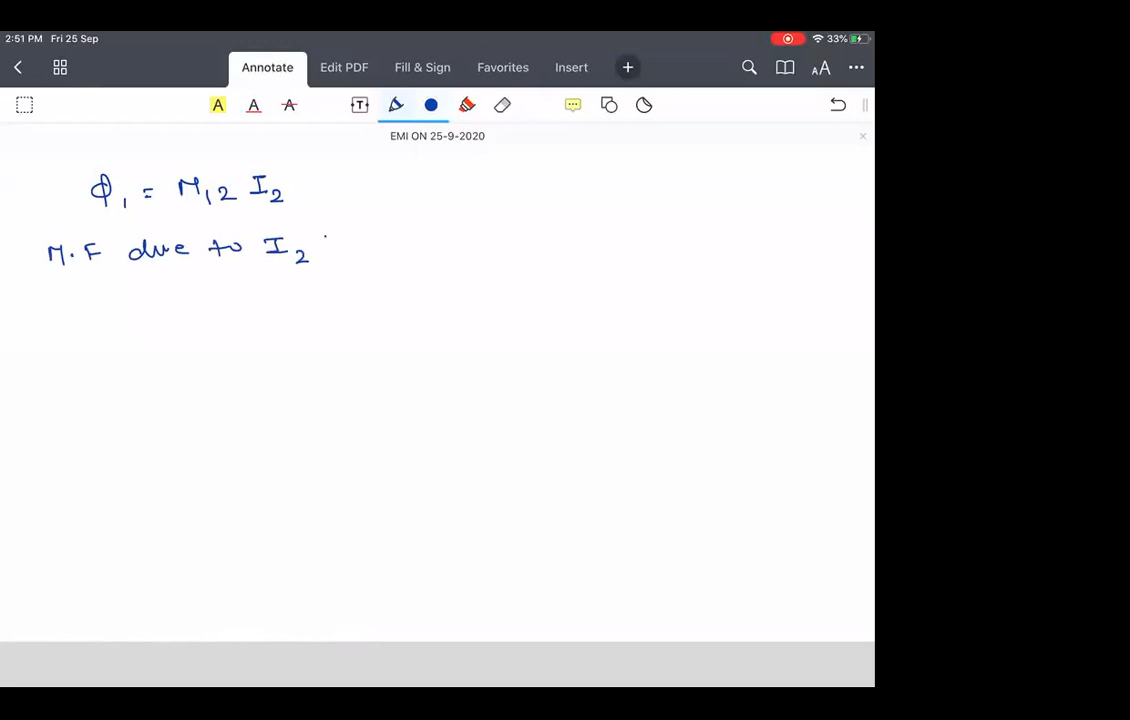 2:51 PM Fri 25 Sep 33%
Annotate Edit PDF Fill & Sign Favorites Insert
EMI ON 25-9-2020
Φ₁ = M₁₂ I₂
M.F due to I₂